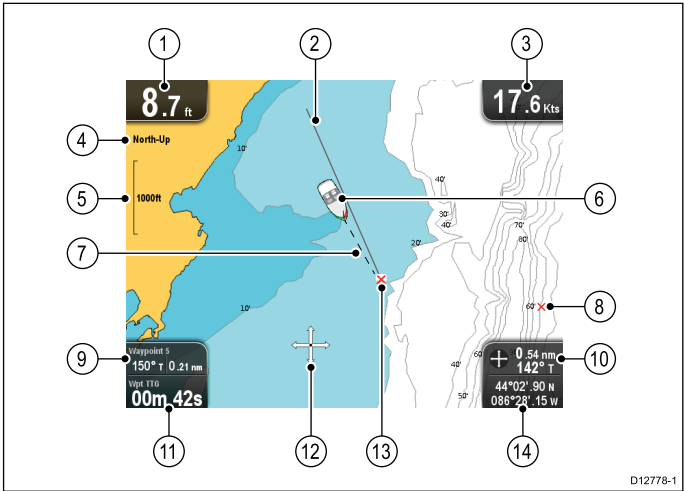 1
2
3
8.7 ft
17.6 Kts
4
North-Up
10'
40'
5
1000ft
6
30'
40'
70'
80'
7
20'
10'
60'
8
9
Waypoint 5
150° T 0.21 nm
Wpt TTG
00m 42s
40'
60
50'
0.54 nm
142° T
44°02'.90 N
086°28'.15 W
10
11
12
13
14
D12778-1